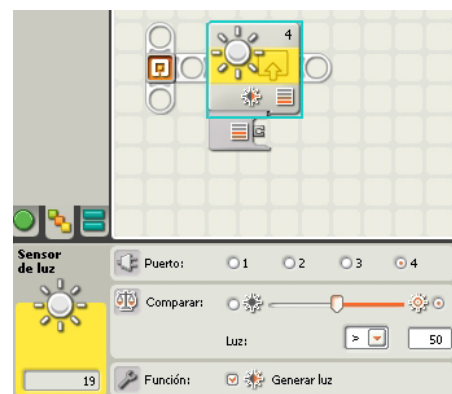 4
Sensor
de luz
Puerto: 1 2 3 4
Comparar:
Luz: > 50
19
Función: Generar luz